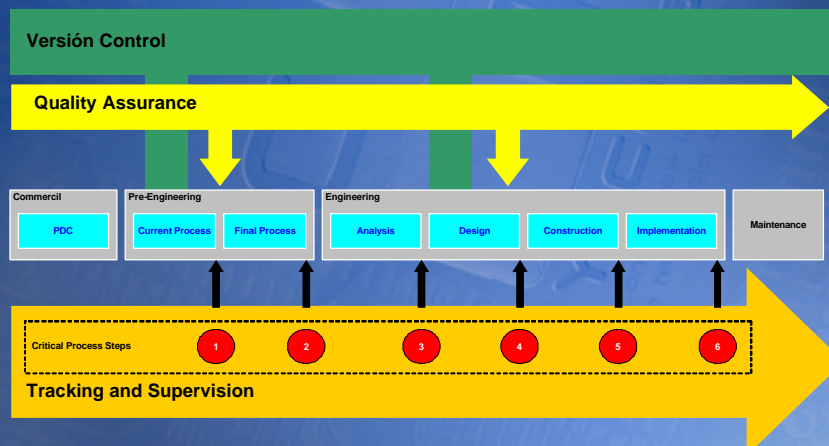 Versión Control
Quality Assurance
Commercil
Pre-Engineering
Engineering
PDC
Current Process
Final Process
Analysis
Design
Construction
Implementation
Maintenance
Critical Process Steps
1
2
3
4
5
6
Tracking and Supervision